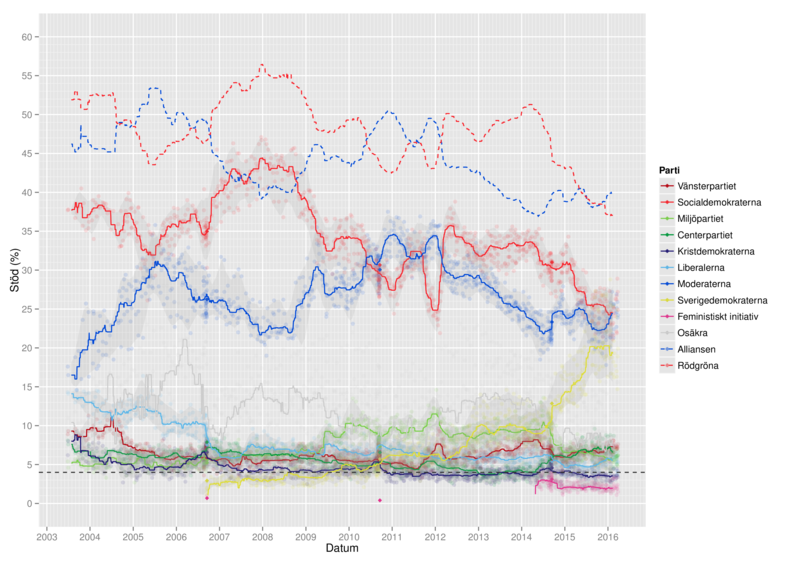 60
55
50
45
40
35
30
25
20
15
10
5
0
Stöd (%)
2003 2004 2005 2006 2007 2008 2009 2010 2011 2012 2013 2014 2015 2016
Datum
Parti
Vänsterpartiet
Socialdemokraterna
Miljöpartiet
Centerpartiet
Kristdemokraterna
Liberalerna
Moderaterna
Sverigedemokraterna
Feministiskt initiativ
Osäkra
Alliansen
Rödgröna